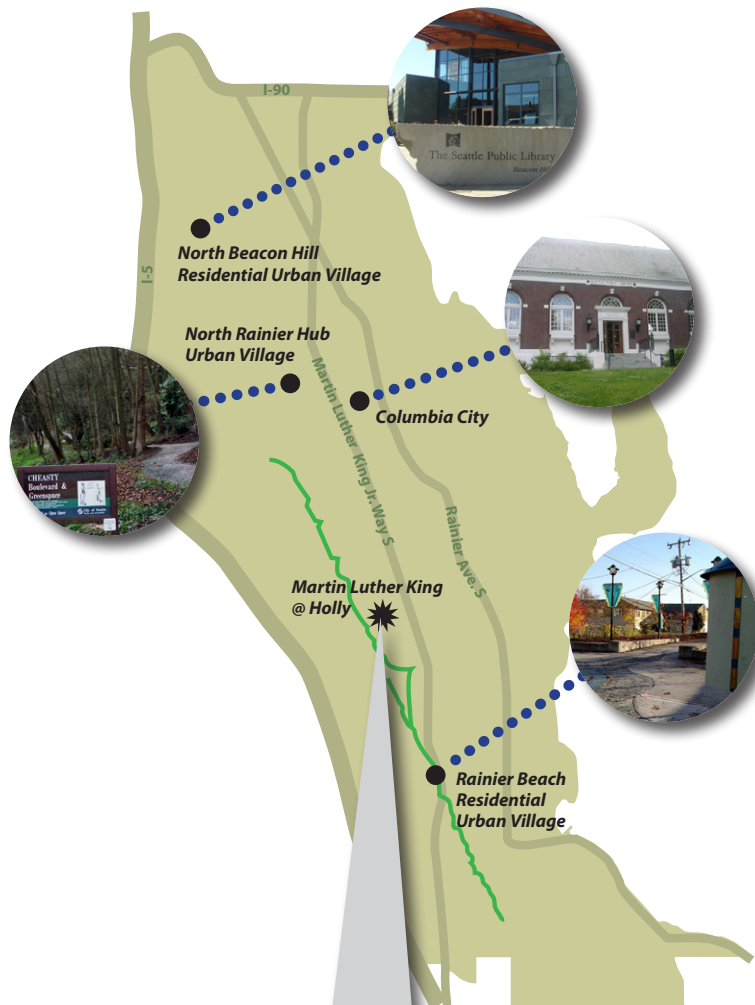 I-90
The Seattle Public Library
Beacon Hill
North Beacon Hill
Residential Urban Village
I-5
North Rainier Hub
Urban Village
Martin Luther King Jr. Way S
Columbia City
CHEASTY
Boulevard &
Greenspace
Rainier Ave. S
Martin Luther King
@ Holly
Rainier Beach
Residential
Urban Village